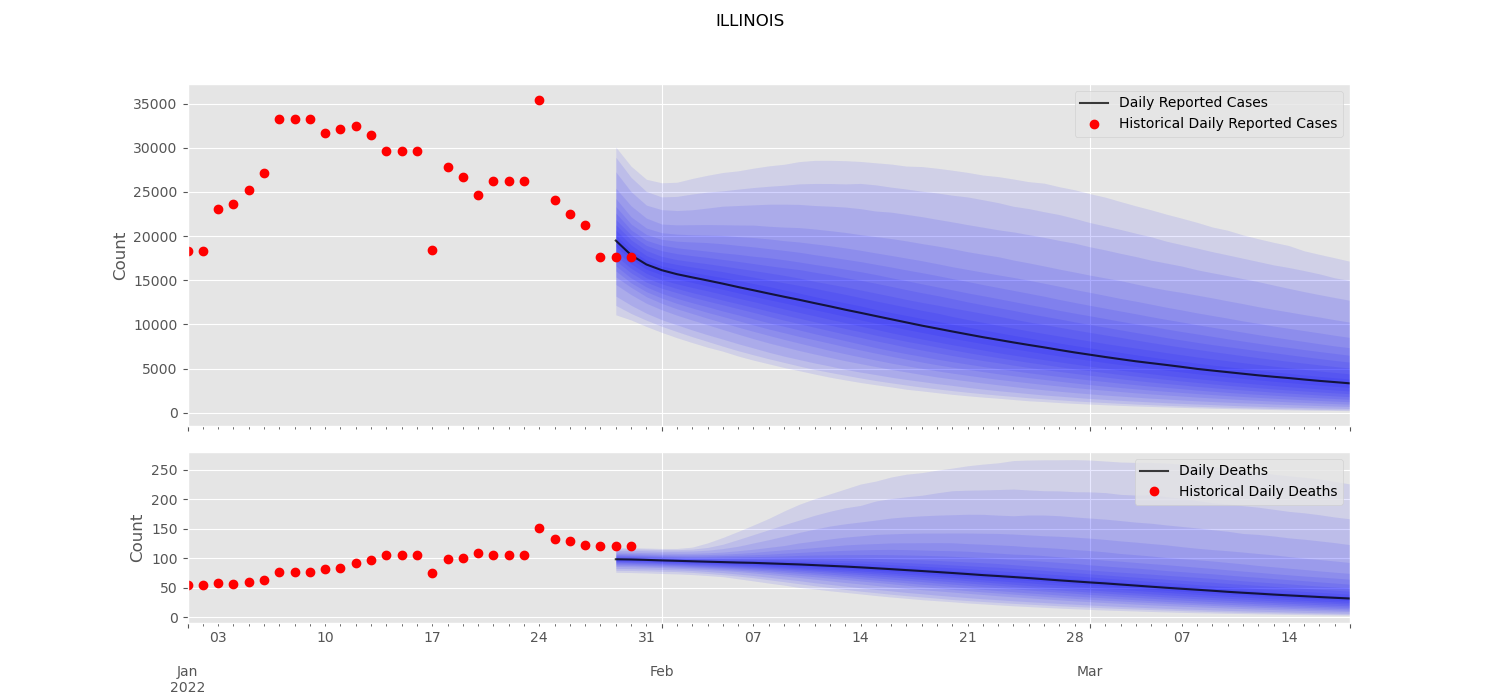 ILLINOIS
35000
30000
25000
20000
15000
10000
5000
0
Count
Daily Reported Cases
Historical Daily Reported Cases
250
200
150
100
50
0
Count
Daily Deaths
Historical Daily Deaths
03 10 17 24 31 07 14 21 28 07 14
Jan Feb Mar
2022